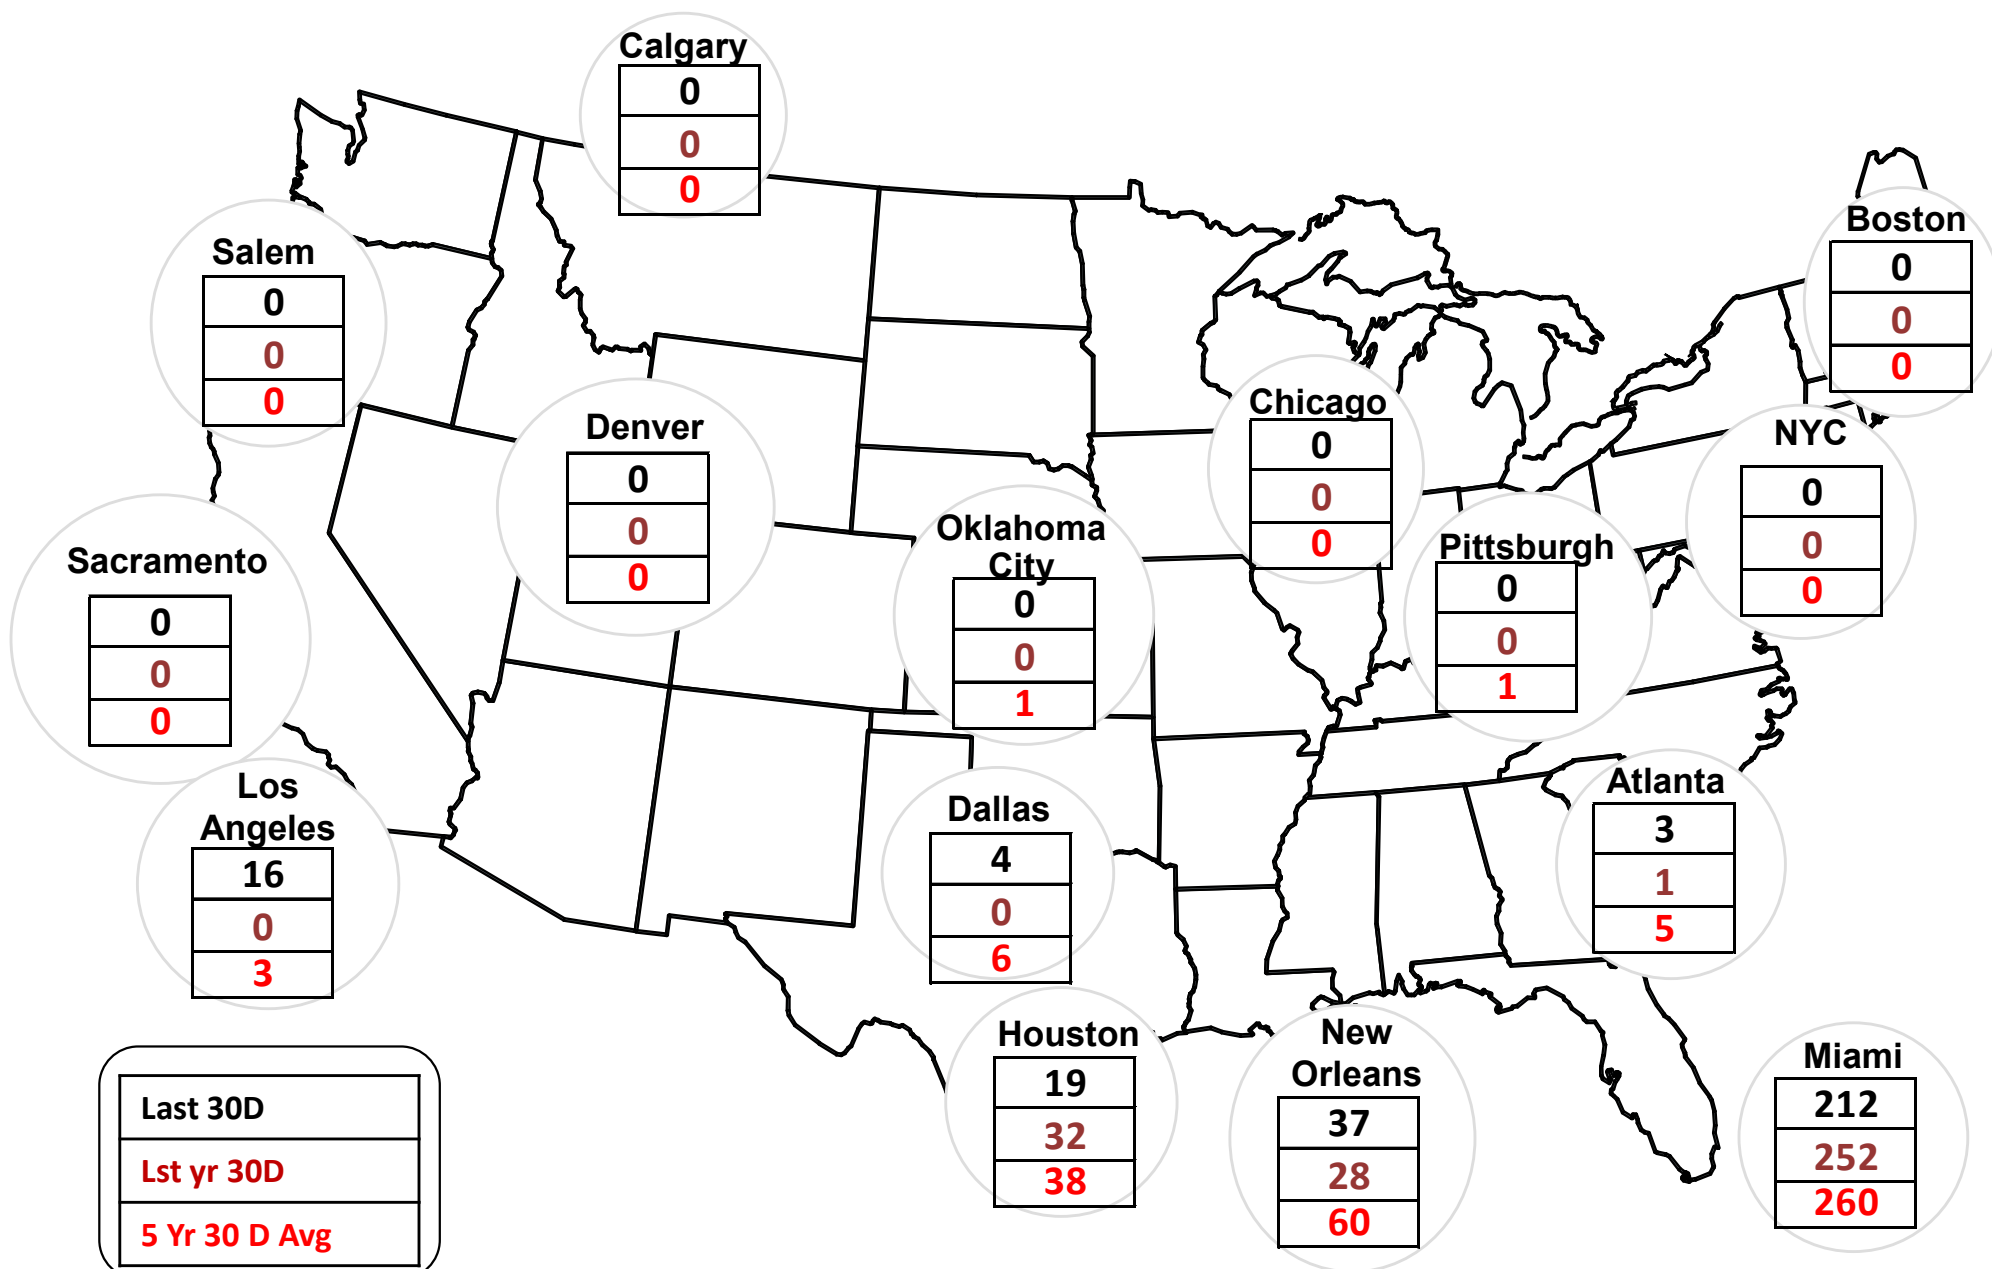 Calgary
0
0
0
Salem
0
0
0
Boston
0
0
0
Denver
0
0
0
Chicago
0
0
0
NYC
0
0
0
Sacramento
0
0
0
Oklahoma
City
0
0
1
Pittsburgh
0
0
1
Los
Angeles
16
0
3
Dallas
4
0
6
Atlanta
3
1
5
Houston
19
32
38
New
Orleans
37
28
60
Miami
212
252
260
Last 30D
Lst yr 30D
5 Yr 30 D Avg